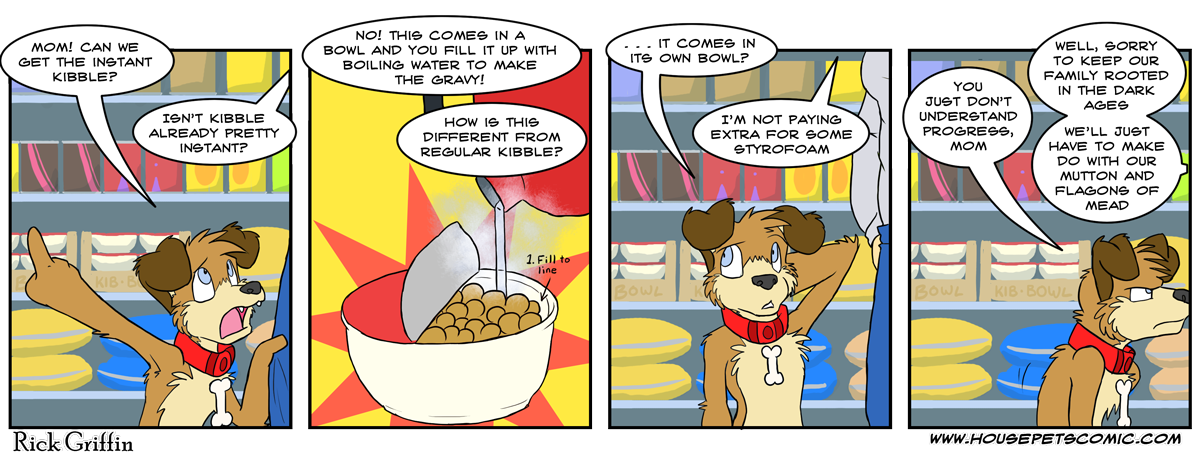 MOM! CAN WE
GET THE INSTANT
KIBBLE?
ISN'T KIBBLE
ALREADY PRETTY
INSTANT?
KIB-B
NO! THIS COMES IN A
BOWL AND YOU FILL IT UP WITH
BOILING WATER TO MAKE
THE GRAVY!
HOW IS THIS
DIFFERENT FROM
REGULAR KIBBLE?
1. Fill to
line
. . . IT COMES IN
ITS OWN BOWL?
I'M NOT PAYING
EXTRA FOR SOME
STYROFOAM
BOWL
KIB-BOWL
YOU
JUST DON'T
UNDERSTAND
PROGRESS,
MOM
WELL, SORRY
TO KEEP OUR
FAMILY ROOTED
IN THE DARK
AGES
WE'LL JUST
HAVE TO MAKE
DO WITH OUR
MUTTON AND
FLAGONS OF
MEAD
BOWL
KIB-BOWL
Rick Griffin
WWW.HOUSEPETSCOMIC.COM